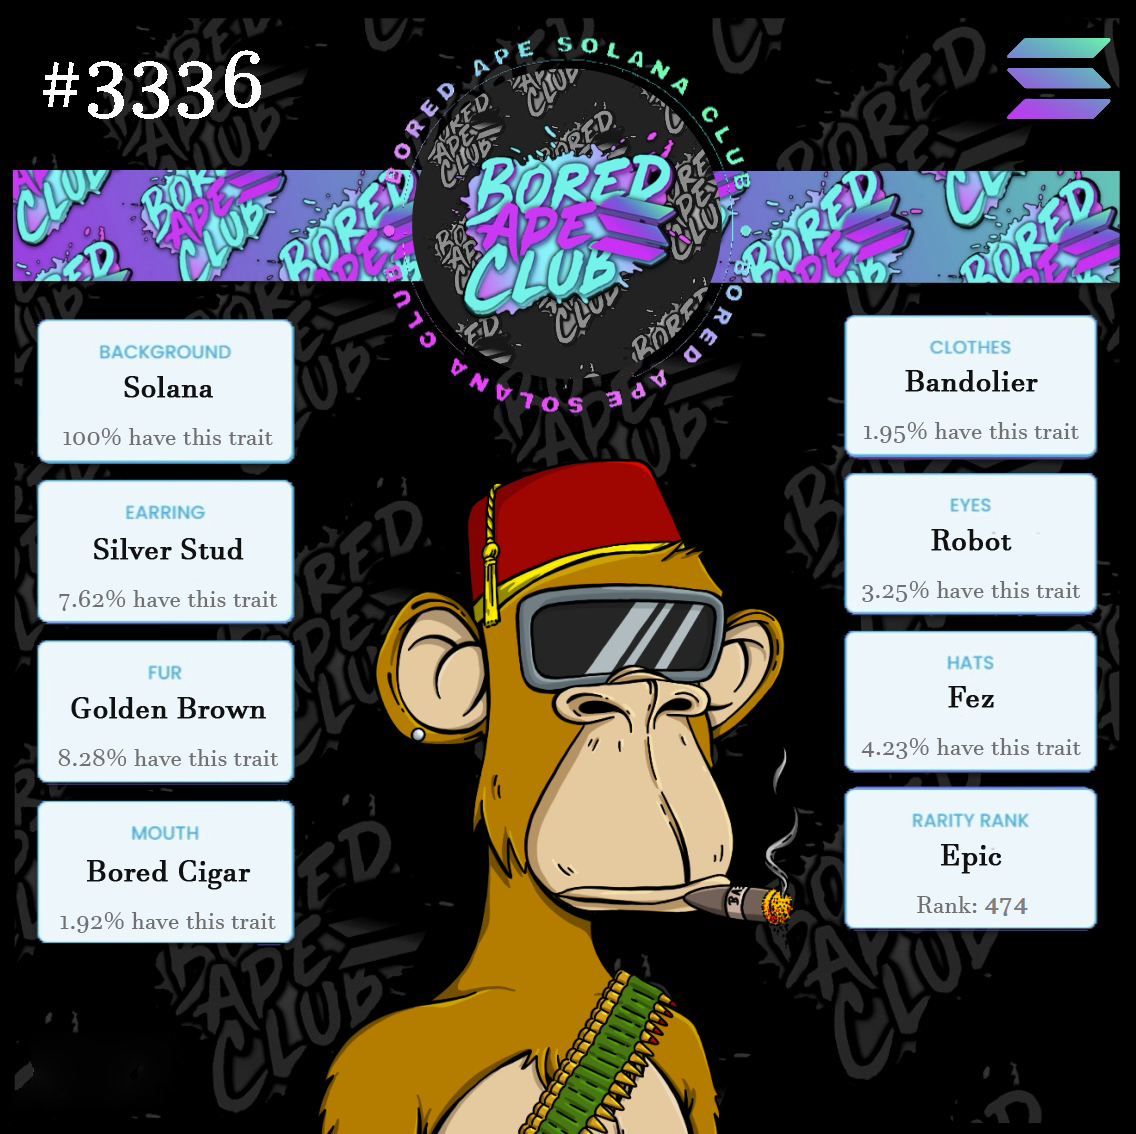 #3336
BORED APE SOLANA CLUB
BORED APE SOLANA CLUB
BORED
APE
CLUB
BACKGROUND
Solana
100% have this trait
EARRING
Silver Stud
7.62% have this trait
FUR
Golden Brown
8.28% have this trait
MOUTH
Bored Cigar
1.92% have this trait
CLOTHES
Bandolier
1.95% have this trait
EYES
Robot
3.25% have this trait
HATS
Fez
4.23% have this trait
RARITY RANK
Epic
Rank: 474